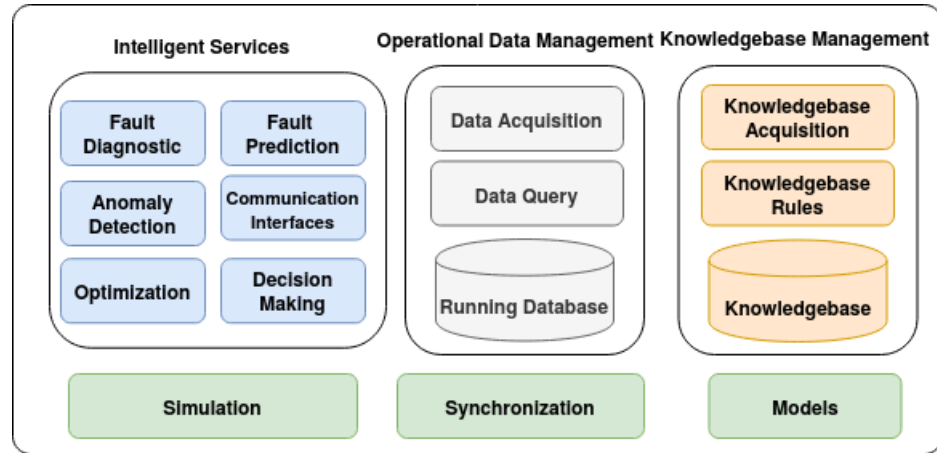 Intelligent Services
Operational Data Management
Knowledgebase Management
Fault
Diagnostic
Fault
Prediction
Anomaly
Detection
Communication
Interfaces
Optimization
Decision
Making
Data Acquisition
Data Query
Running Database
Knowledgebase
Acquisition
Knowledgebase
Rules
Knowledgebase
Simulation
Synchronization
Models